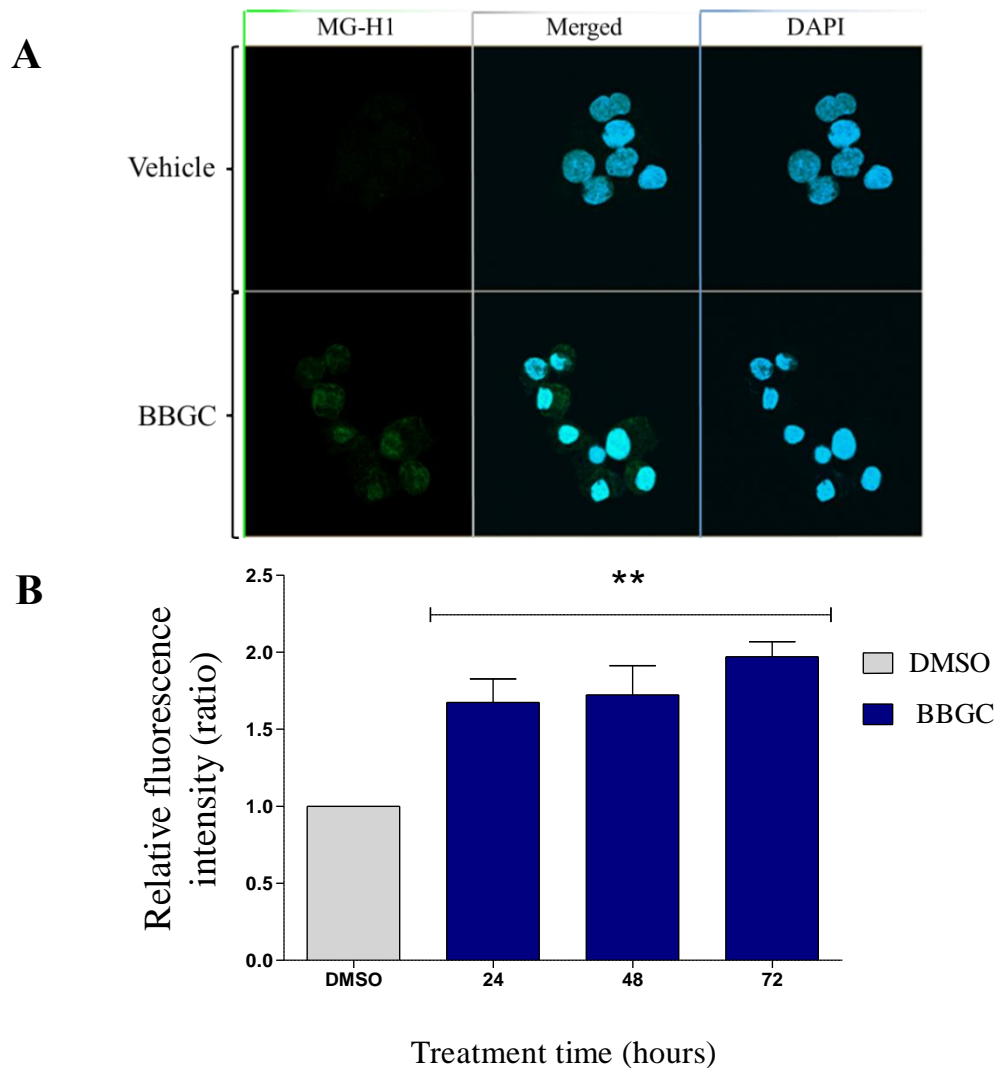 A
MG-H1 Merged DAPI
Vehicle
BBGC
B
Relative fluorescence
intensity (ratio)
2.5
2.0
1.5
1.0
0.5
0.0
**
DMSO
BBGC
DMSO 24 48 72
Treatment time (hours)